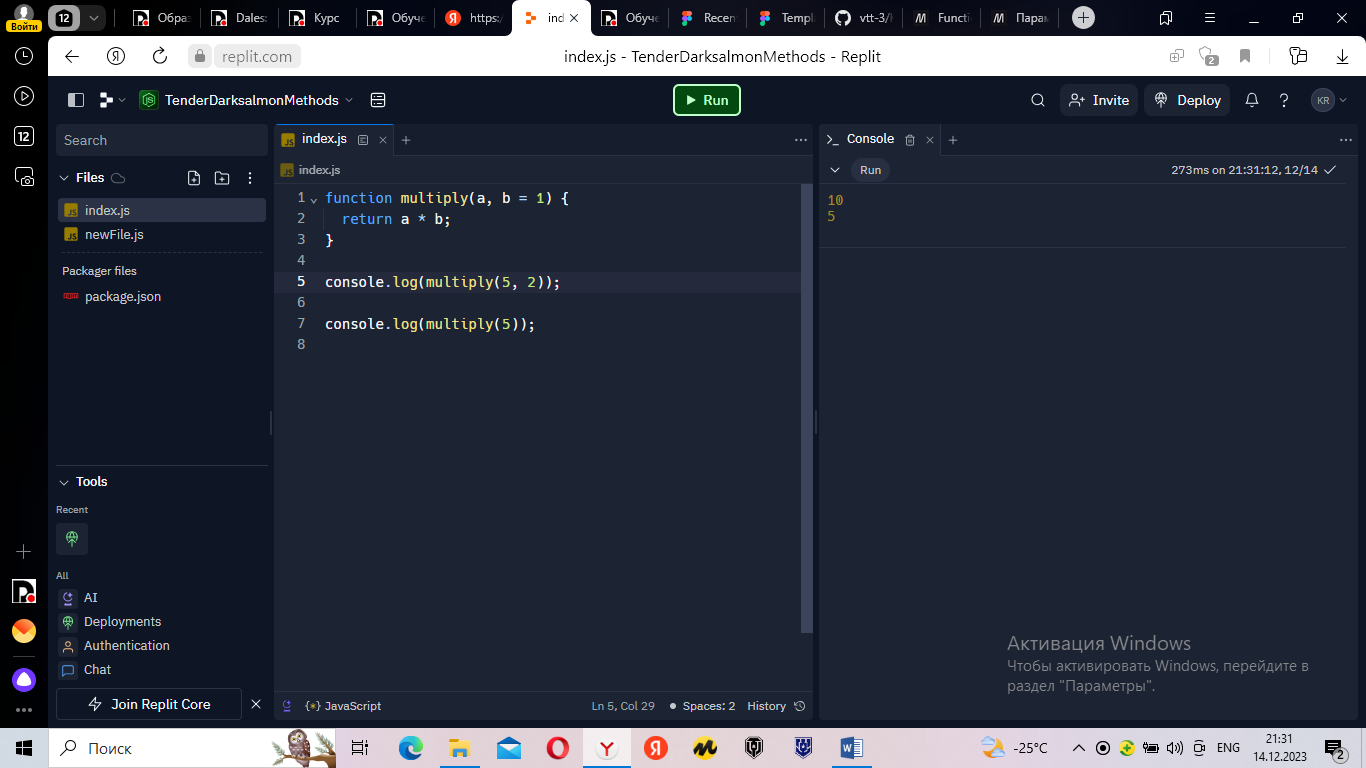 Войти
12
Образ
Dales:
Курс
Обуче
https:
ind
Обуче
Recen
Templ
vtt-3/
Functi
Парам
replit.com
index.js - TenderDarksalmonMethods - Replit
2
12
TenderDarksalmonMethods
Run
Invite
Deploy
KR
Search
Files
index.js
newFile.js
Packager files
package.json
Tools
Recent
All
AI
Deployments
Authentication
Chat
Join Replit Core
index.js
index.js
1 function multiply(a, b = 1) {
2 return a * b;
3 }
4
5 console.log(multiply(5, 2));
6
7 console.log(multiply(5));
8
JavaScript
Ln 5, Col 29
Spaces: 2
History
Console
Run
273ms on 21:31:12, 12/14
10
5
Активация Windows
Чтобы активировать Windows, перейдите в
раздел "Параметры".
Поиск
-25°C
ENG
21:31
14.12.2023
2